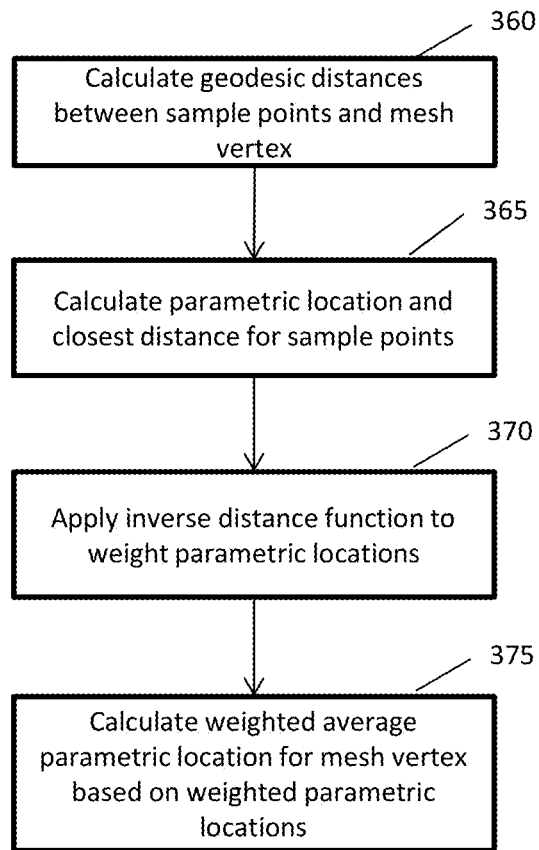 360
Calculate geodesic distances
between sample points and mesh
vertex
365
Calculate parametric location and
closest distance for sample points
370
Apply inverse distance function to
weight parametric locations
375
Calculate weighted average
parametric location for mesh vertex
based on weighted parametric
locations